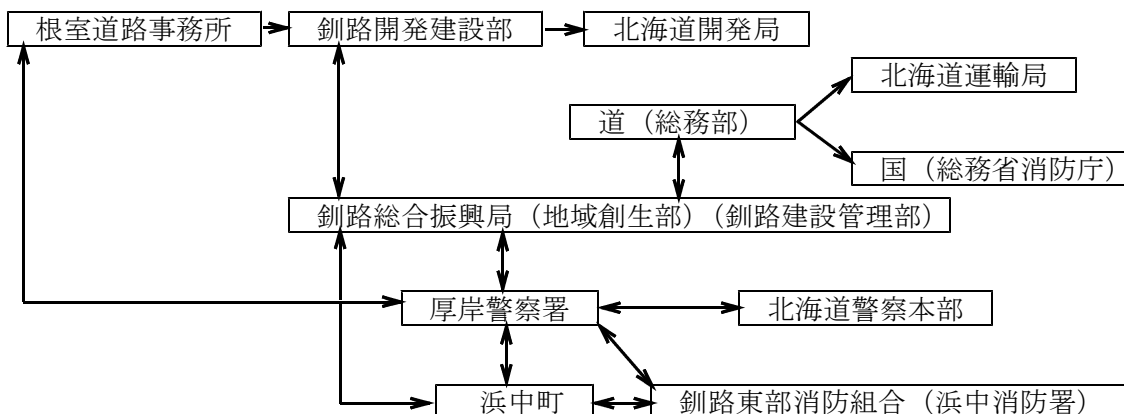 根室道路事務所
釧路開発建設部
北海道開発局
北海道運輸局
道（総務部）
国（総務省消防庁）
釧路総合振興局（地域創生部）（釧路建設管理部）
厚岸警察署
北海道警察本部
浜中町
釧路東部消防組合（浜中消防署）